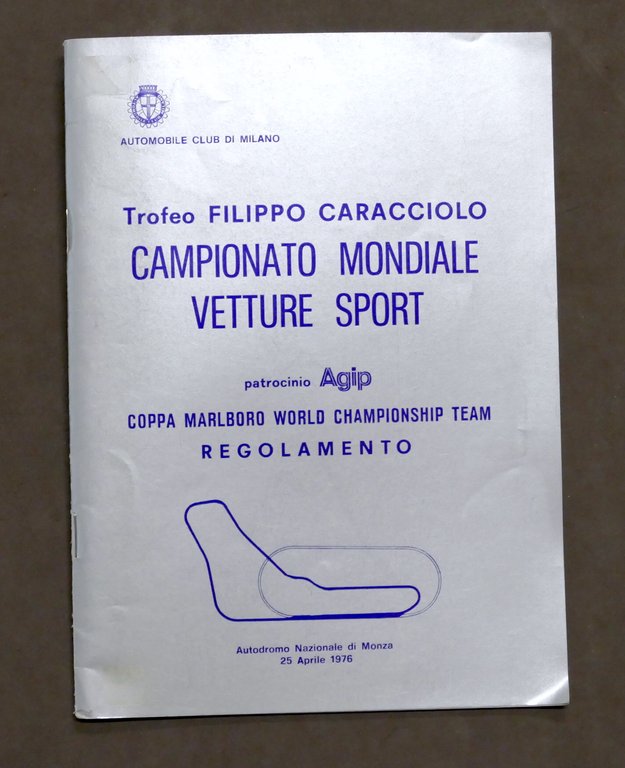 AUTOMOBILE CLUB DI MILANO
Trofeo FILIPPO CARACCIOLO
CAMPIONATO MONDIALE
VETTURE SPORT
patrocinio Agip
COPPA MARLBORO WORLD CHAMPIONSHIP TEAM
REGOLAMENTO
Autodromo Nazionale di Monza
25 Aprile 1976